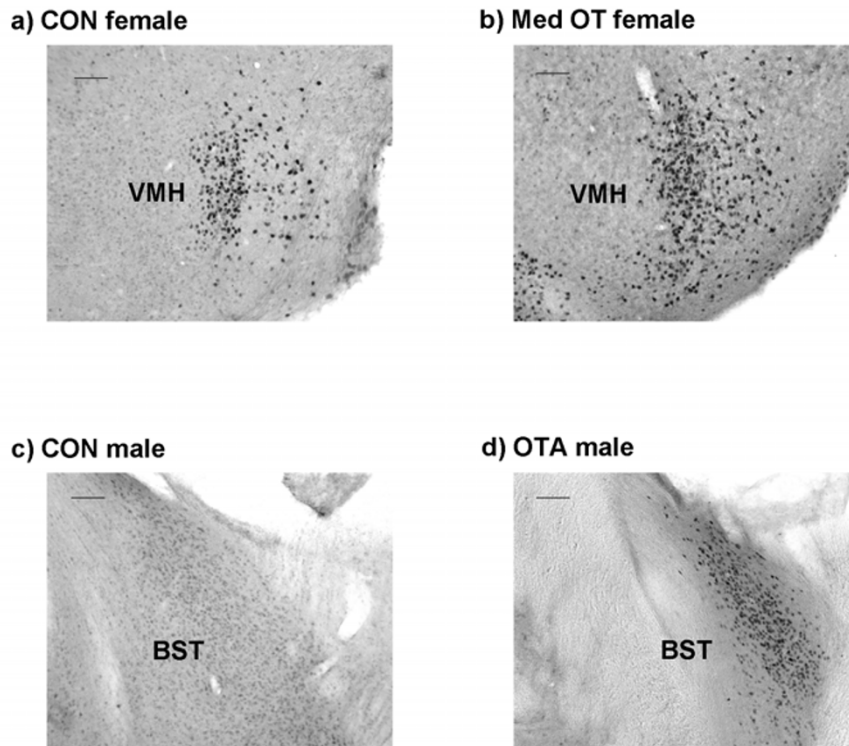 a) CON female
b) Med OT female
VMH
VMH
c) CON male
d) OTA male
BST
BST